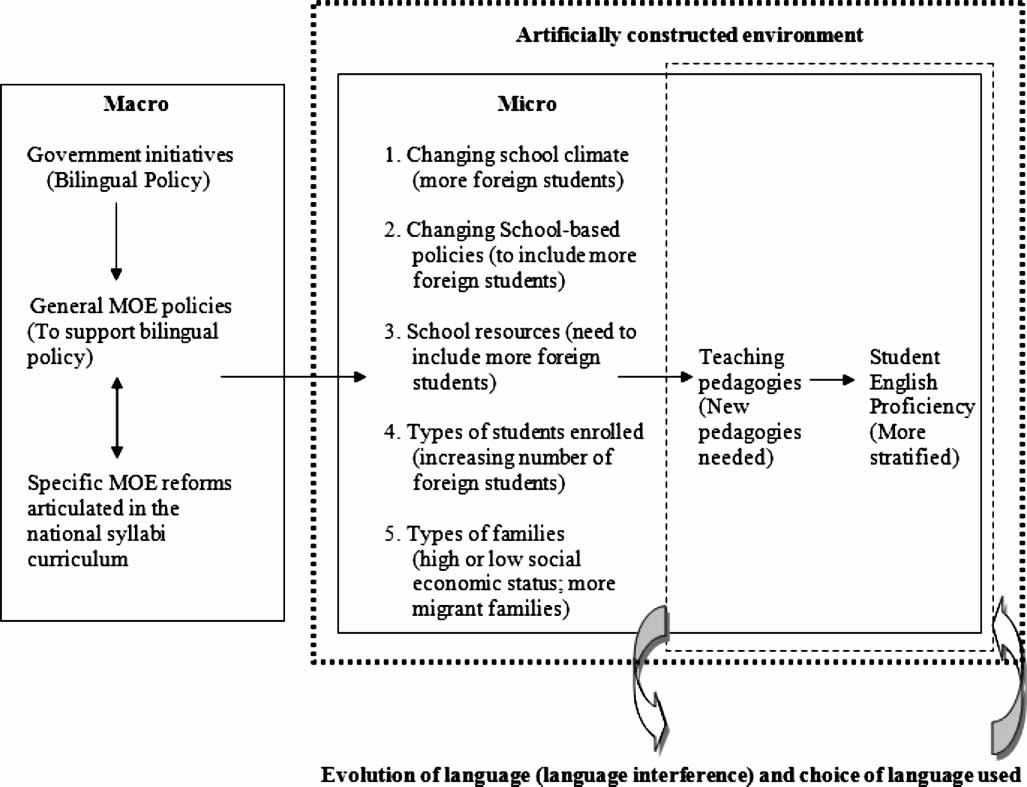 Artificially constructed environment
Macro
Government initiatives
(Bilingual Policy)
General MOE policies
(To support bilingual
policy)
Specific MOE reforms
articulated in the
national syllabi
curriculum
Micro
1. Changing school climate
(more foreign students)
2. Changing School-based
policies (to include more
foreign students)
3. School resources (need to
include more foreign
students)
4. Types of students enrolled
(increasing number of
foreign students)
5. Types of families
(high or low social
economic status; more
migrant families)
Teaching
pedagogies
(New
pedagogies
needed)
Student
English
Proficiency
(More
stratified)
Evolution of language (language interference) and choice of language used